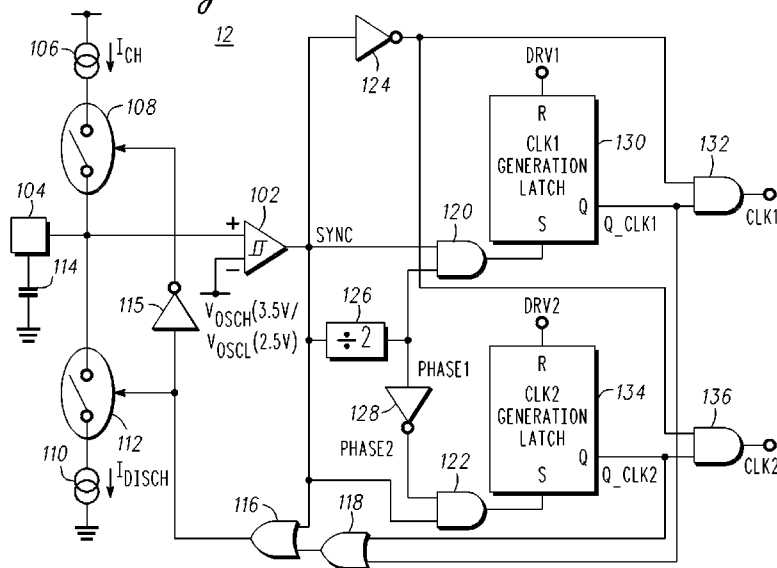 12
106
I_CH
108
104
114
115
112
110
I_DISCH
102
+
−
SYNC
V_OSCH(3.5V/
V_OSCL(2.5V)
124
120
126
÷ 2
PHASE1
128
PHASE2
122
116
118
DRV1
R
CLK1
GENERATION
LATCH
Q
S
130
Q_CLK1
132
CLK1
DRV2
R
CLK2
GENERATION
LATCH
Q
S
134
Q_CLK2
136
CLK2